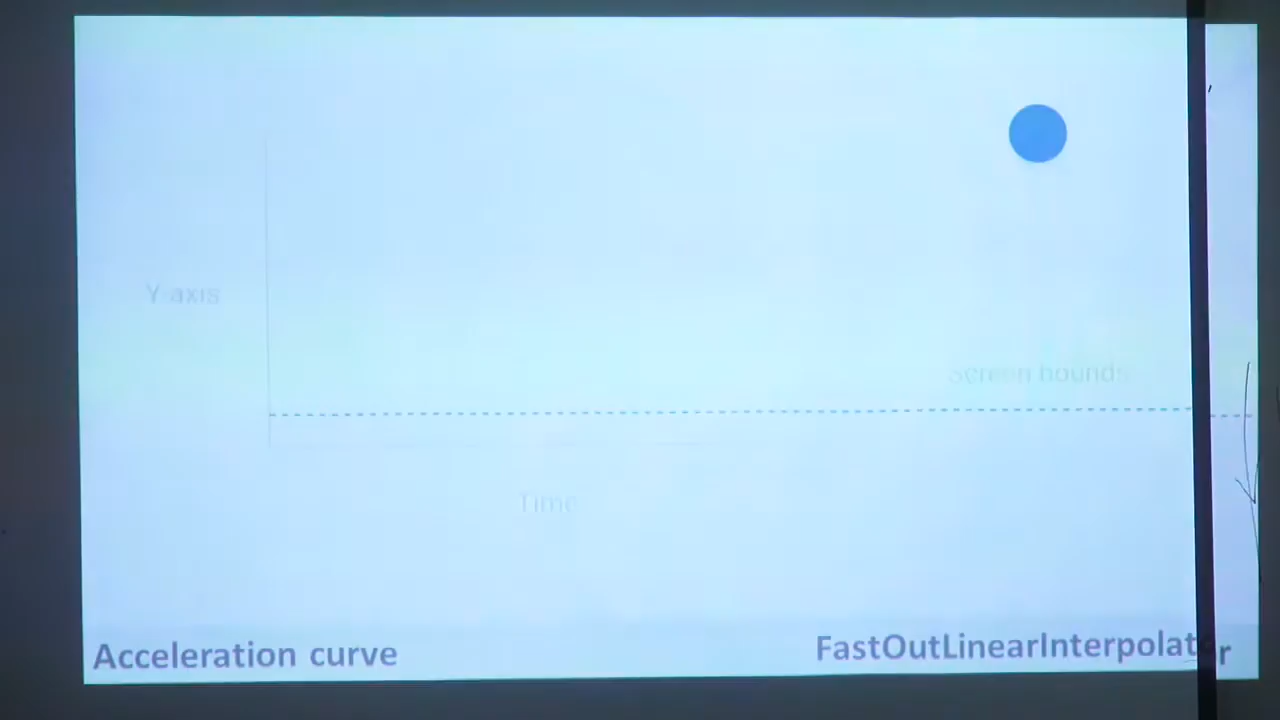 Y axis
Screen bounds
Time
Acceleration curve
FastOutLinearInterpolator